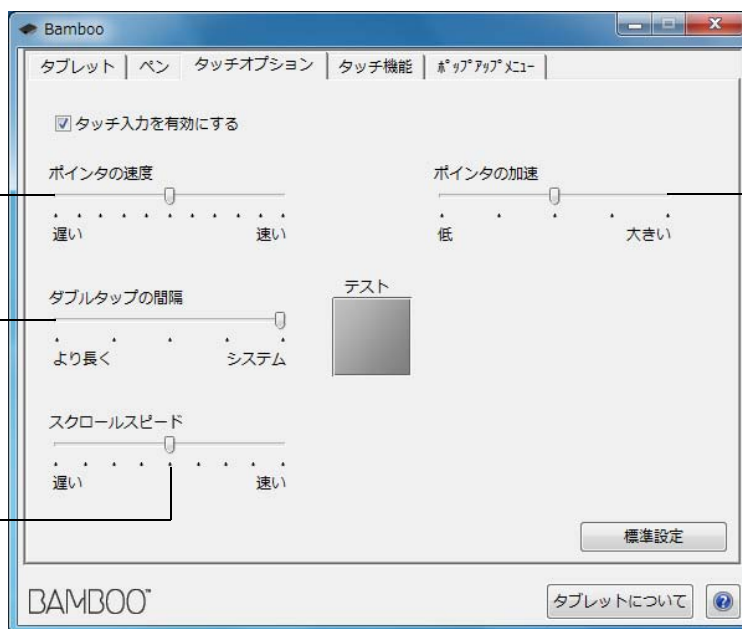 Bamboo
タブレット ペン タッチオプション タッチ機能 ﾎﾟｯﾌﾟｱｯﾌﾟﾒﾆｭｰ
タッチ入力を有効にする
ポインタの速度 ポインタの加速
遅い 速い 低 大きい
ダブルタップの間隔 テスト
より長く システム
スクロールスピード
遅い 速い
標準設定
BAMBOO™ タブレットについて ?